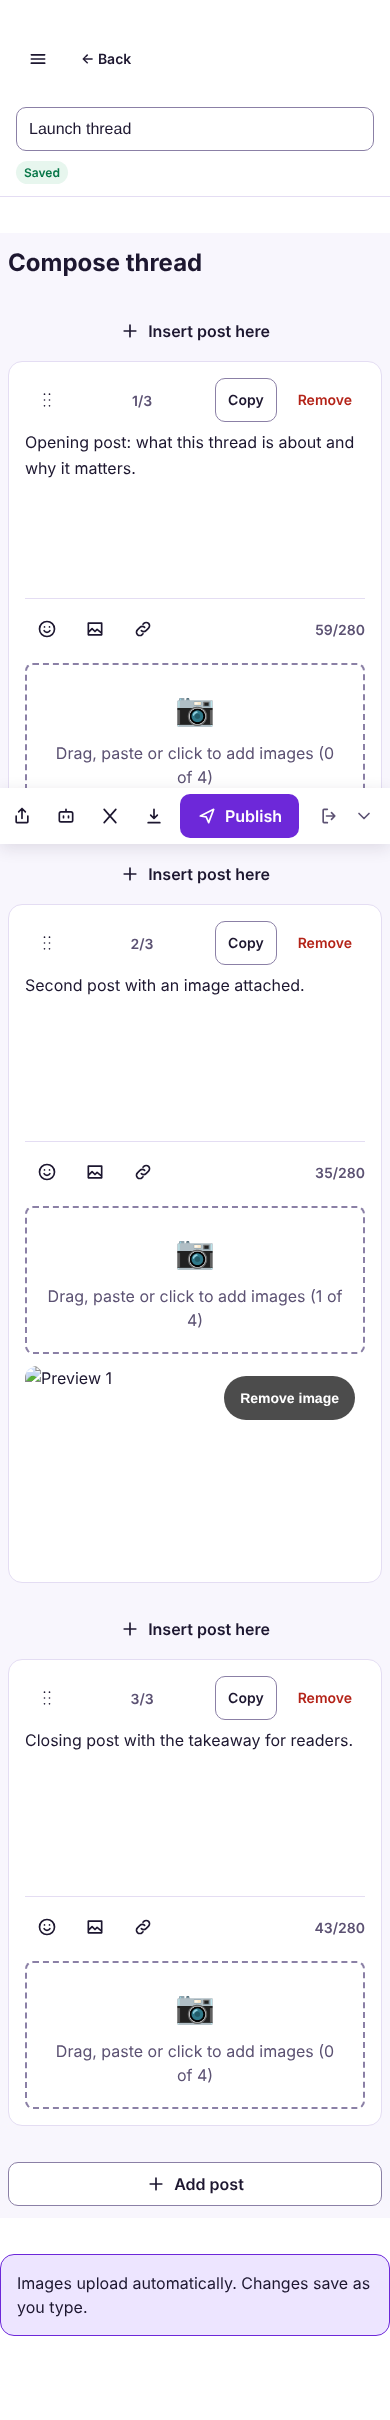 ← Back
Launch thread
Saved
Compose thread
+ Insert post here
1/3
Copy
Remove
Opening post: what this thread is about and
why it matters.
59/280
Drag, paste or click to add images (0
of 4)
Publish
+ Insert post here
2/3
Copy
Remove
Second post with an image attached.
35/280
Drag, paste or click to add images (1 of
4)
Preview 1
Remove image
+ Insert post here
3/3
Copy
Remove
Closing post with the takeaway for readers.
43/280
Drag, paste or click to add images (0
of 4)
+ Add post
Images upload automatically. Changes save as
you type.